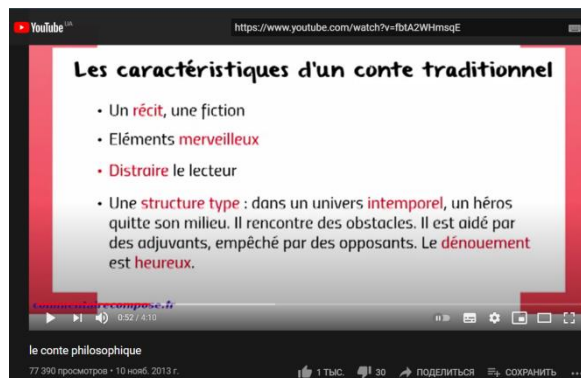 YouTube UA
https://www.youtube.com/watch?v=fbtA2WHmsqE
Les caractéristiques d'un conte traditionnel
• Un récit, une fiction
• Eléments merveilleux
• Distraire le lecteur
• Une structure type : dans un univers intemporel, un héros
quitte son milieu. Il rencontre des obstacles. Il est aidé par
des adjuvants, empêché par des opposants. Le dénouement
est heureux.
commentairecompose.fr
0:52 / 4:10
le conte philosophique
77 390 просмотров • 10 нояб. 2013 г.
1 ТЫС.
30
ПОДЕЛИТЬСЯ
СОХРАНИТЬ